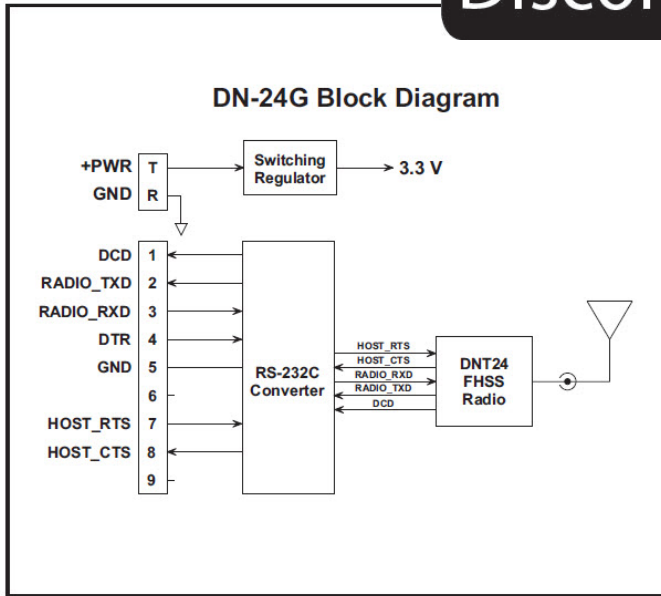 DN-24G Block Diagram
+PWR T
Switching
Regulator
3.3 V
GND R
DCD 1
RADIO_TXD 2
RADIO_RXD 3
DTR 4
GND 5
6
HOST_RTS 7
HOST_CTS 8
9
RS-232C
Converter
HOST_RTS
HOST_CTS
RADIO_RXD
RADIO_TXD
DCD
DNT24
FHSS
Radio